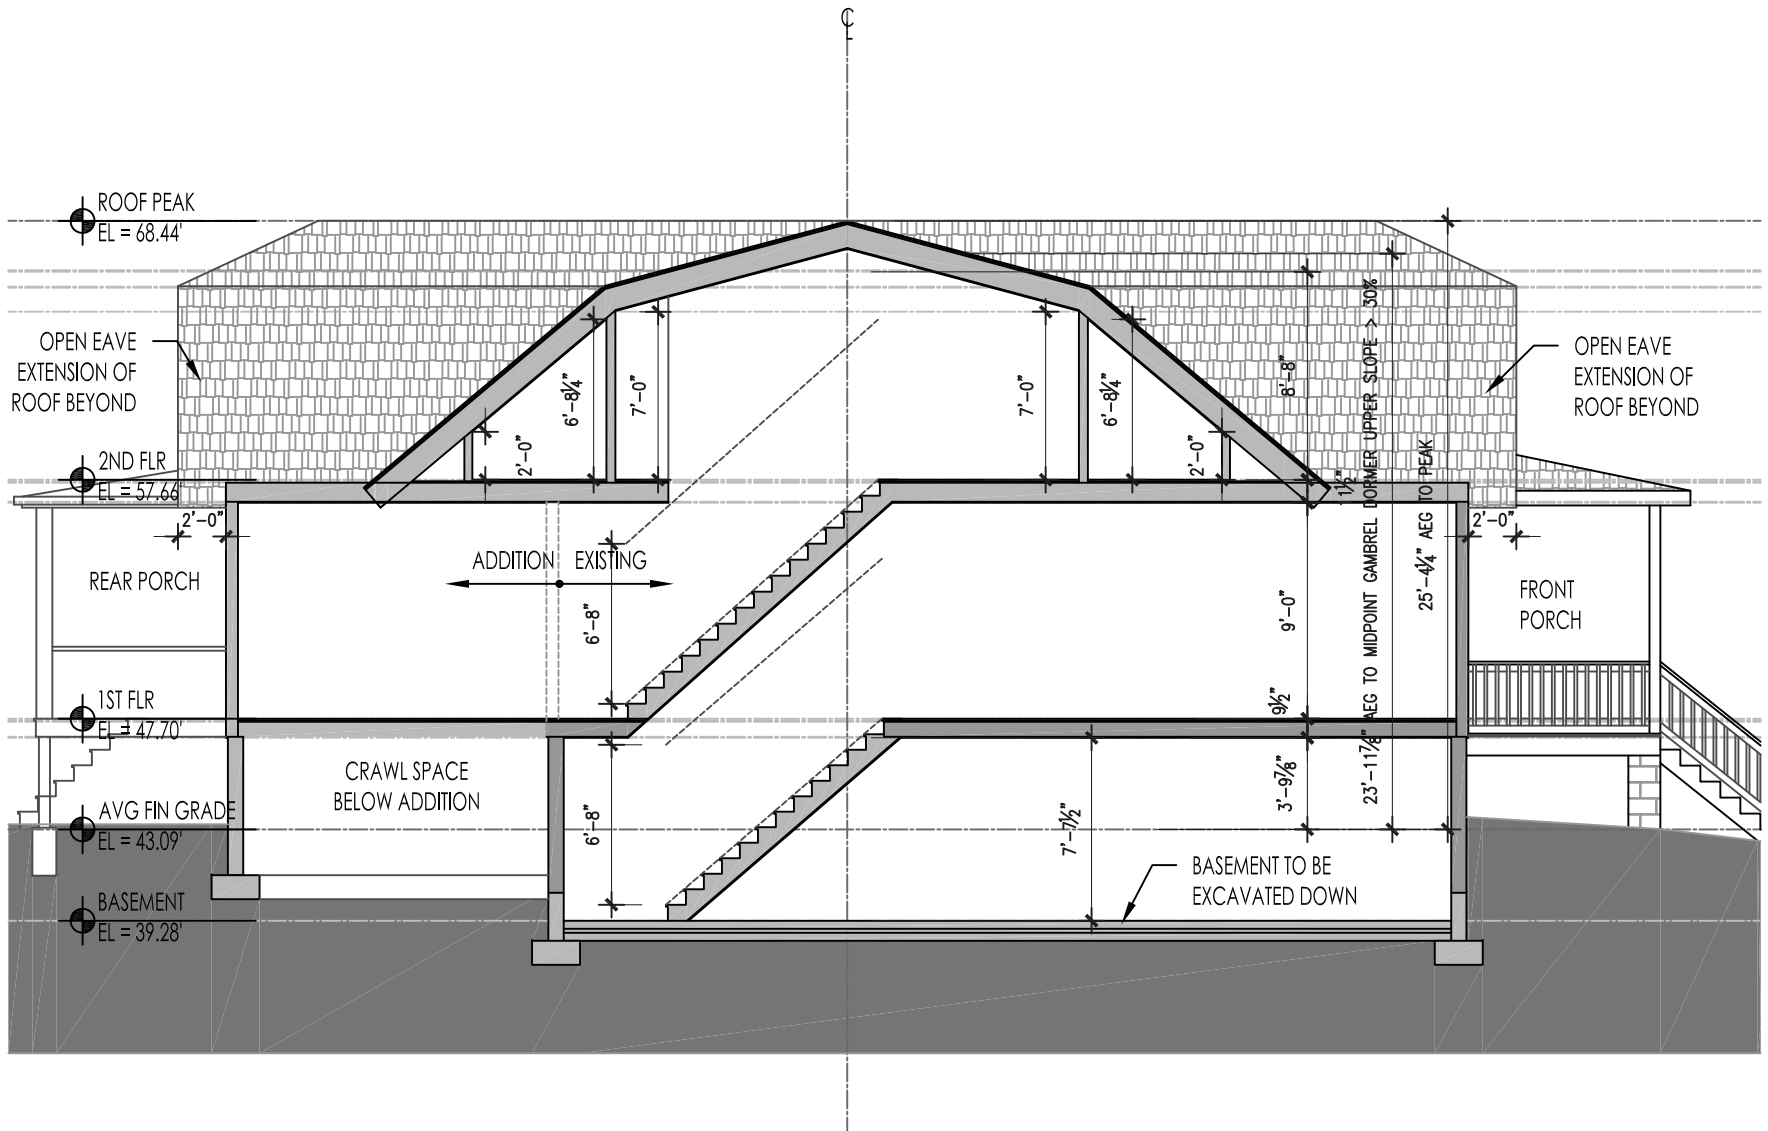 ℄
ROOF PEAK
EL = 68.44'
OPEN EAVE
EXTENSION OF
ROOF BEYOND
OPEN EAVE
EXTENSION OF
ROOF BEYOND
6'-8¼"
7'-0"
7'-0"
6'-8¼"
8'-8"
2'-0"
2'-0"
1½"
2ND FLR
EL = 57.66'
2'-0"
2'-0"
REAR PORCH
ADDITION
EXISTING
FRONT
PORCH
6'-8"
9'-0"
23'-11⅞" AEG TO MIDPOINT GAMBREL DORMER UPPER SLOPE > 30%
25'-4¼" AEG TO PEAK
1ST FLR
EL = 47.70'
9½"
CRAWL SPACE
BELOW ADDITION
6'-8"
7'-7½"
3'-9⅞"
AVG FIN GRADE
EL = 43.09'
BASEMENT TO BE
EXCAVATED DOWN
BASEMENT
EL = 39.28'